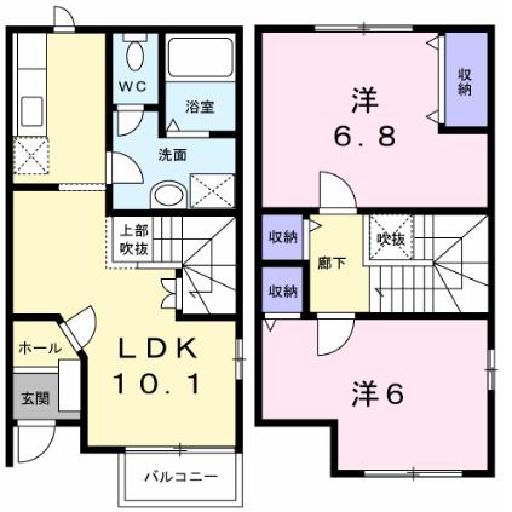 WC
浴室
洗面
上部
吹抜
LDK
10.1
ホール
玄関
バルコニー
洋
6.8
収納
収納
吹抜
廊下
収納
洋6